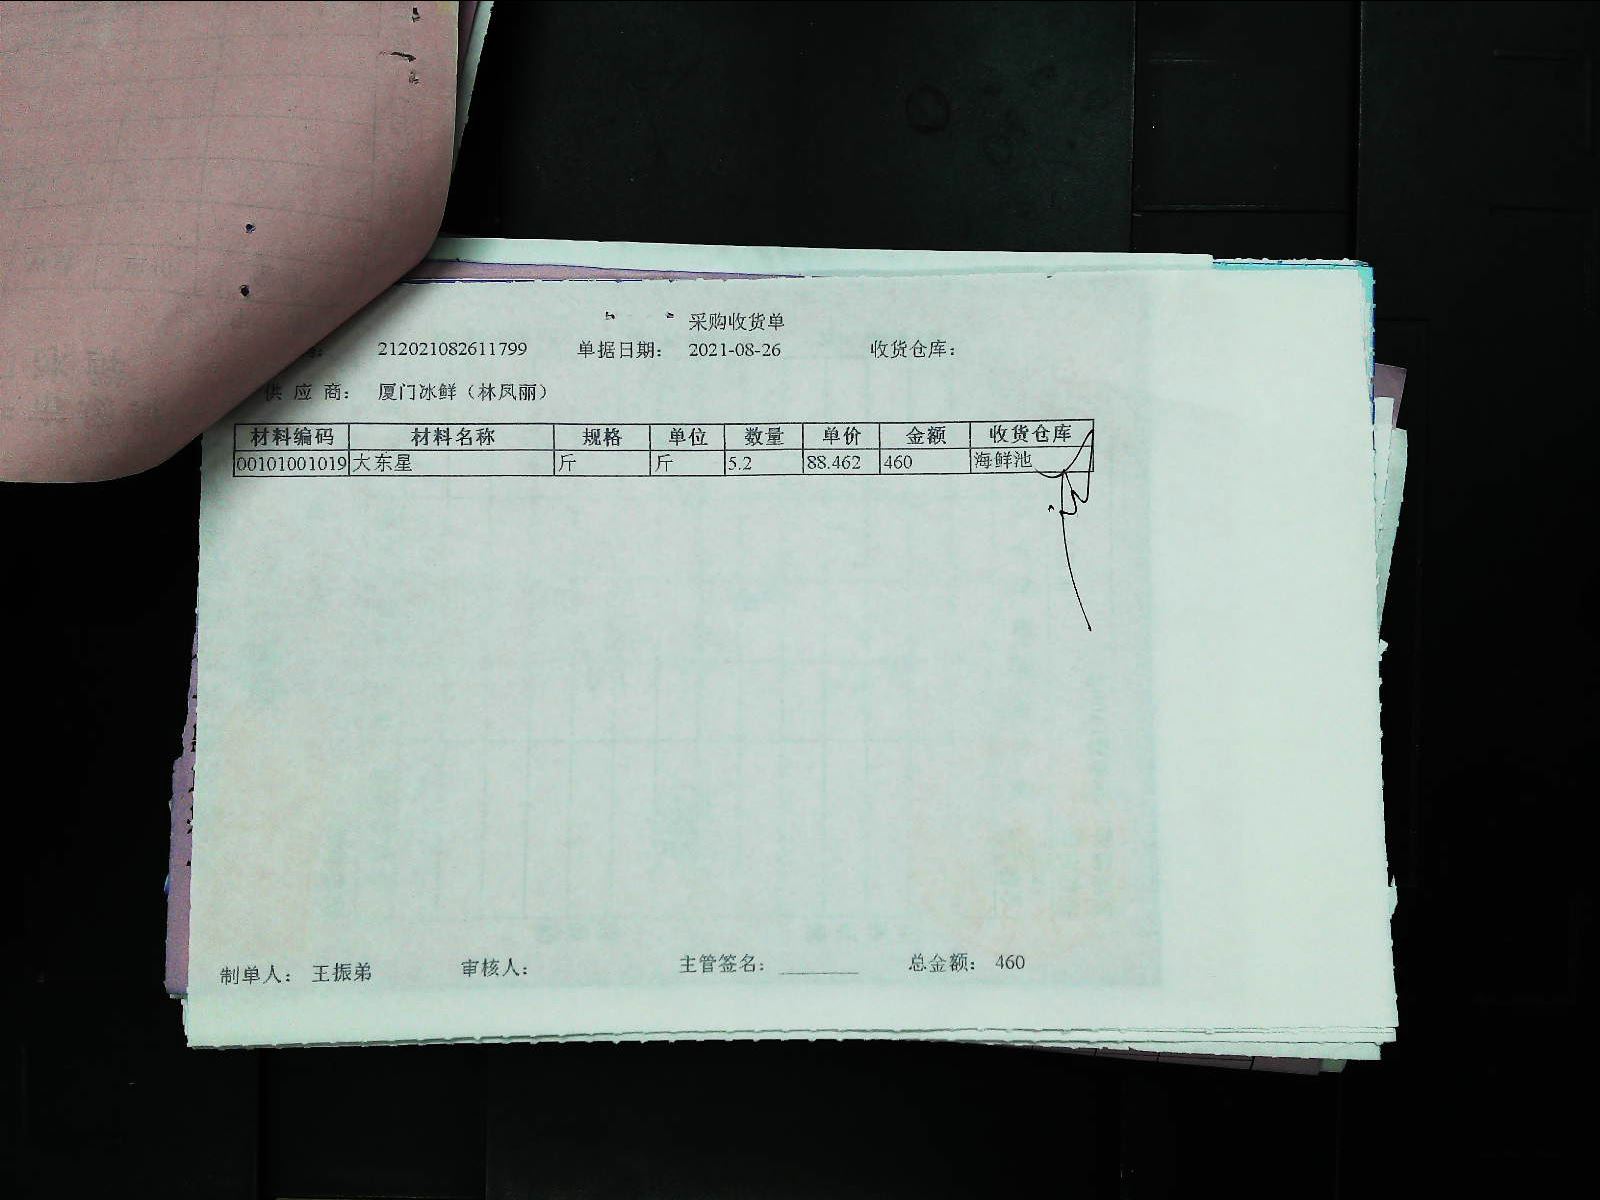 采购收货单
212021082611799 单据日期: 2021-08-26 收货仓库:
供 应 商: 厦门冰鲜（林凤丽）
材料编码 材料名称 规格 单位 数量 单价 金额 收货仓库
00101001019 大东星 斤 斤 5.2 88.462 460 海鲜池
制单人: 王振弟 审核人: 主管签名: ________ 总金额: 460